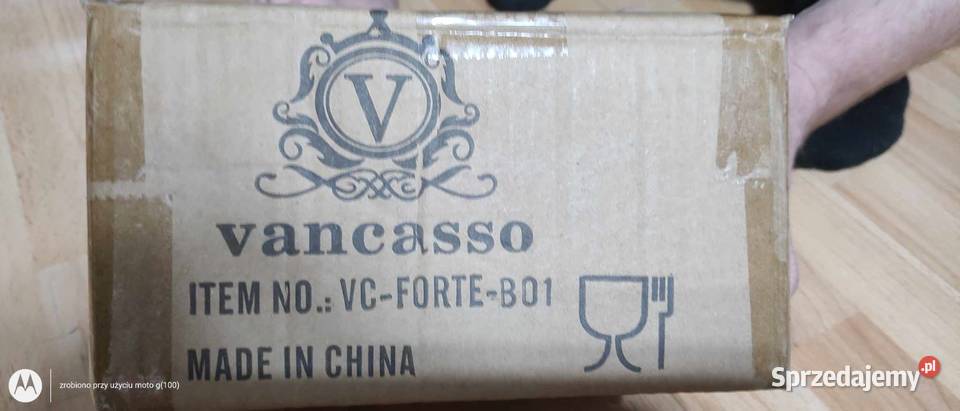 V
vancasso
ITEM NO.: VC-FORTE-B01
MADE IN CHINA
zrobiono przy użyciu moto g(100)
Sprzedajemy.pl